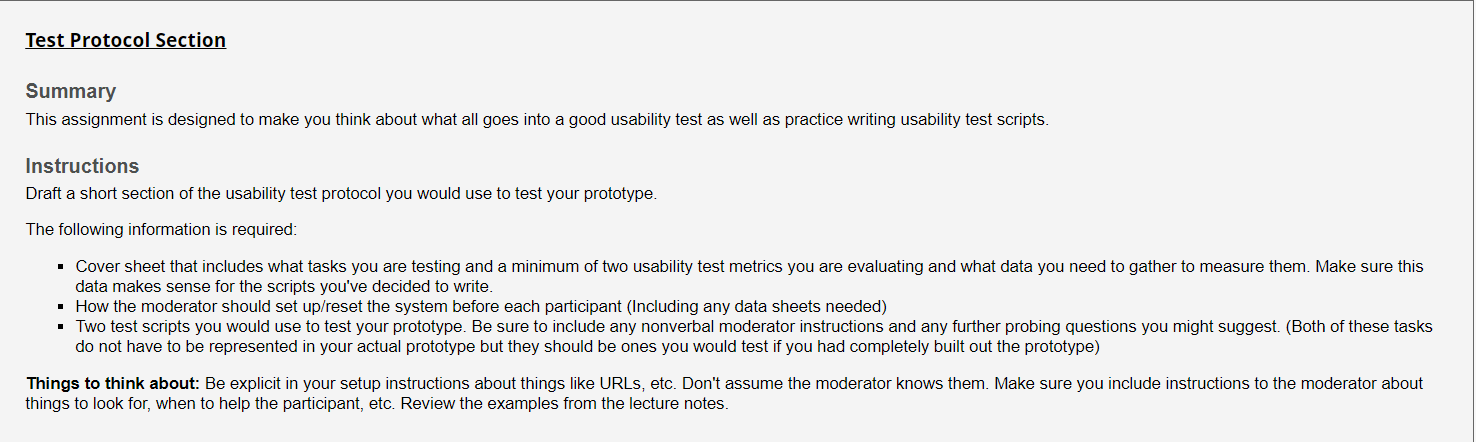 Test Protocol Section
Summary
This assignment is designed to make you think about what all goes into a good usability test as well as practice writing usability test scripts.
Instructions
Draft a short section of the usability test protocol you would use to test your prototype.
The following information is required:
▪ Cover sheet that includes what tasks you are testing and a minimum of two usability test metrics you are evaluating and what data you need to gather to measure them. Make sure this
data makes sense for the scripts you've decided to write.
▪ How the moderator should set up/reset the system before each participant (Including any data sheets needed)
▪ Two test scripts you would use to test your prototype. Be sure to include any nonverbal moderator instructions and any further probing questions you might suggest. (Both of these tasks
do not have to be represented in your actual prototype but they should be ones you would test if you had completely built out the prototype)
Things to think about: Be explicit in your setup instructions about things like URLs, etc. Don't assume the moderator knows them. Make sure you include instructions to the moderator about
things to look for, when to help the participant, etc. Review the examples from the lecture notes.